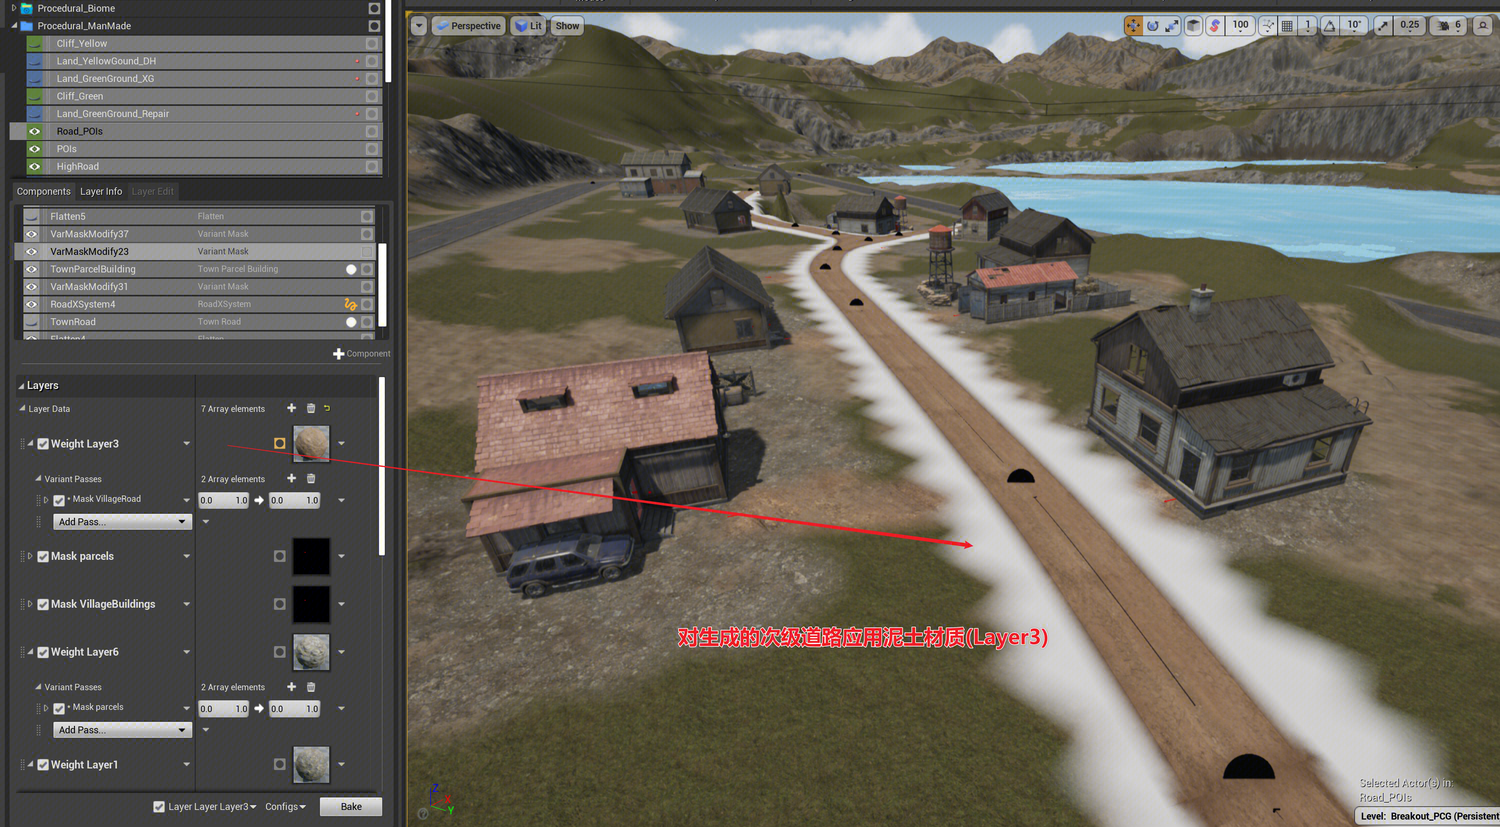 Procedural_Biome
Procedural_ManMade
Cliff_Yellow
Land_YellowGound_DH
Land_GreenGround_XG
Cliff_Green
Land_GreenGround_Repair
Road_POIs
POIs
HighRoad
Components Layer Info Layer Edit
Flatten5 Flatten
VarMaskModify37 Variant Mask
VarMaskModify23 Variant Mask
TownParcelBuilding Town Parcel Building
VarMaskModify31 Variant Mask
RoadXSystem4 RoadXSystem
TownRoad Town Road
Flatten4 Flatten
Component
Layers
Layer Data 7 Array elements
Weight Layer3
Variant Passes 2 Array elements
* Mask VillageRoad 0.0 1.0 0.0 1.0
Add Pass...
Mask parcels
Mask VillageBuildings
Weight Layer6
Variant Passes 2 Array elements
* Mask parcels 0.0 1.0 0.0 1.0
Add Pass...
Weight Layer1
Layer Layer Layer3 Configs Bake
Perspective Lit Show
100 1 10° 0.25 6
对生成的次级道路应用泥土材质(Layer3)
Z
X
Y
Selected Actor(s) in:
Road_POIs
Level: Breakout_PCG (Persistent